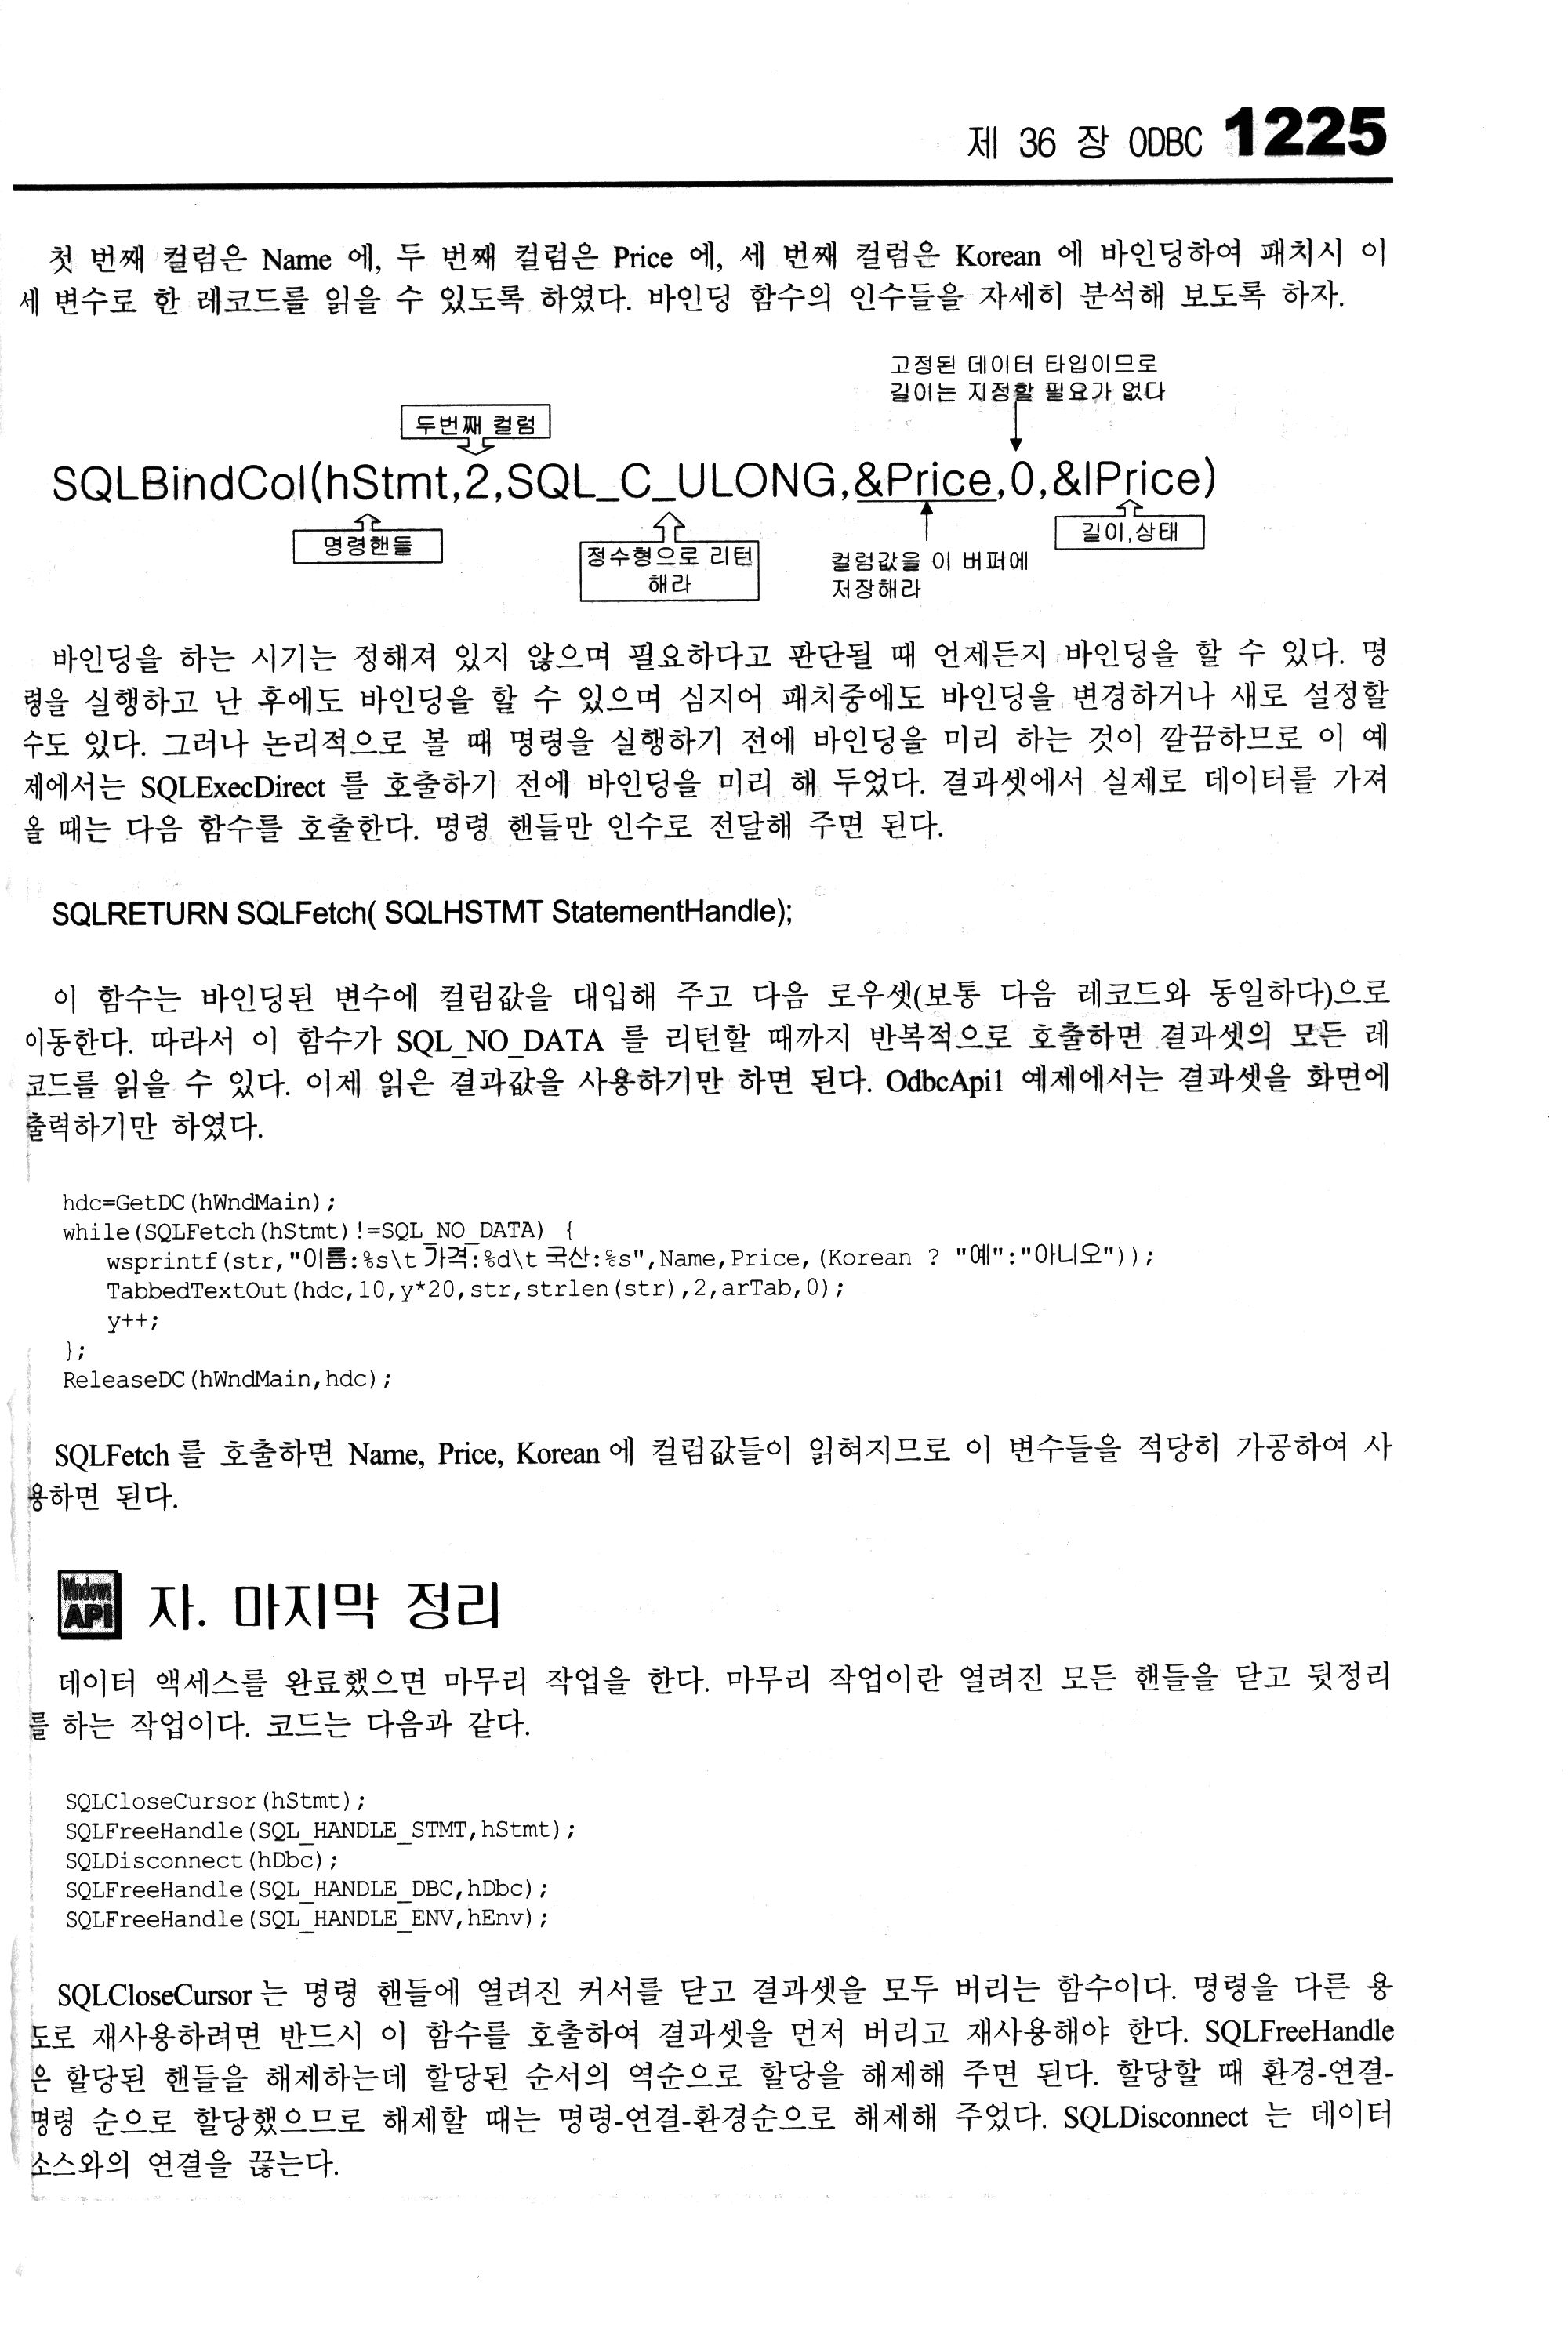 제 36 장 ODBC 1225
첫 번째 컬럼은 Name 에, 두 번째 컬럼은 Price 에, 세 번째 컬럼은 Korean 에 바인딩하여 패치시 이
세 변수로 한 레코드를 읽을 수 있도록 하였다. 바인딩 함수의 인수들을 자세히 분석해 보도록 하자.
고정된 데이터 타입이므로
길이는 지정할 필요가 없다
두번째 컬럼
SQLBindCol(hStmt,2,SQL_C_ULONG,&Price,0,&lPrice)
명령핸들
정수형으로 리턴
해라
컬럼값을 이 버퍼에
저장해라
길이,상태
바인딩을 하는 시기는 정해져 있지 않으며 필요하다고 판단될 때 언제든지 바인딩을 할 수 있다. 명
령을 실행하고 난 후에도 바인딩을 할 수 있으며 심지어 패치중에도 바인딩을 변경하거나 새로 설정할
수도 있다. 그러나 논리적으로 볼 때 명령을 실행하기 전에 바인딩을 미리 하는 것이 깔끔하므로 이 예
제에서는 SQLExecDirect 를 호출하기 전에 바인딩을 미리 해 두었다. 결과셋에서 실제로 데이터를 가져
올 때는 다음 함수를 호출한다. 명령 핸들만 인수로 전달해 주면 된다.
SQLRETURN SQLFetch( SQLHSTMT StatementHandle);
이 함수는 바인딩된 변수에 컬럼값을 대입해 주고 다음 로우셋(보통 다음 레코드와 동일하다)으로
이동한다. 따라서 이 함수가 SQL_NO_DATA 를 리턴할 때까지 반복적으로 호출하면 결과셋의 모든 레
코드를 읽을 수 있다. 이제 읽은 결과값을 사용하기만 하면 된다. OdbcApi1 예제에서는 결과셋을 화면에
출력하기만 하였다.
hdc=GetDC(hWndMain);
while(SQLFetch(hStmt)!=SQL_NO_DATA) {
wsprintf(str,"이름:%s\t 가격:%d\t 국산:%s",Name,Price,(Korean ? "예":"아니오"));
TabbedTextOut(hdc,10,y*20,str,strlen(str),2,arTab,0);
y++;
};
ReleaseDC(hWndMain,hdc);
SQLFetch 를 호출하면 Name, Price, Korean 에 컬럼값들이 읽혀지므로 이 변수들을 적당히 가공하여 사
용하면 된다.
Windows
API
자. 마지막 정리
데이터 액세스를 완료했으면 마무리 작업을 한다. 마무리 작업이란 열려진 모든 핸들을 닫고 뒷정리
를 하는 작업이다. 코드는 다음과 같다.
SQLCloseCursor(hStmt);
SQLFreeHandle(SQL_HANDLE_STMT,hStmt);
SQLDisconnect(hDbc);
SQLFreeHandle(SQL_HANDLE_DBC,hDbc);
SQLFreeHandle(SQL_HANDLE_ENV,hEnv);
SQLCloseCursor 는 명령 핸들에 열려진 커서를 닫고 결과셋을 모두 버리는 함수이다. 명령을 다른 용
도로 재사용하려면 반드시 이 함수를 호출하여 결과셋을 먼저 버리고 재사용해야 한다. SQLFreeHandle
은 할당된 핸들을 해제하는데 할당된 순서의 역순으로 할당을 해제해 주면 된다. 할당할 때 환경-연결-
명령 순으로 할당했으므로 해제할 때는 명령-연결-환경순으로 해제해 주었다. SQLDisconnect 는 데이터
소스와의 연결을 끊는다.